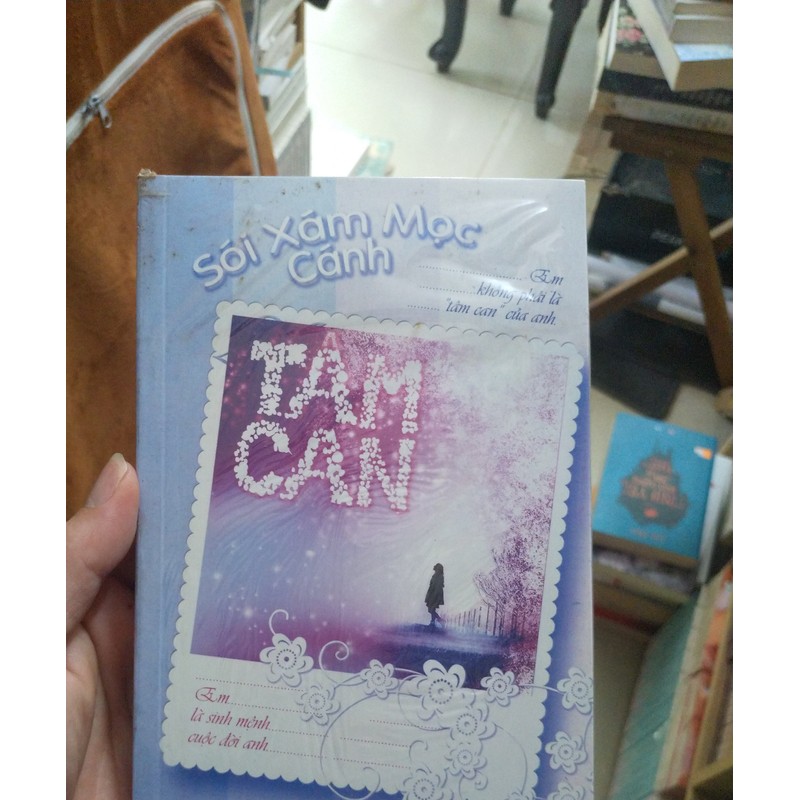 Sói Xám Mọc
Cánh
Em
không phải là
"tâm can" của anh.
TÂM
CAN
Em
là sinh mệnh
cuộc đời anh